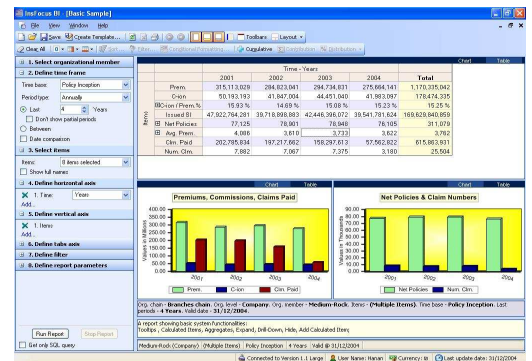 InsFocus BI - [Basic Sample]
File View Window Help
Save Create Template... Toolbars Layout
Clear All Sort Filter... Conditional Formatting... Cumulative Contribution % Distribution
1. Select organizational member
2. Define time frame
Time base: Policy Inception
Period type: Annually
Last 4 Years
Don't show partial periods
Between
Date comparison
3. Select items
Items: 8 items selected
Show full names
4. Define horizontal axis
1. Time: Years
Add...
5. Define vertical axis
1. Items
Add...
6. Define tabs axis
7. Define filter
8. Define report parameters
Run Report Stop Report
Get only SQL query
Chart Table
Time - Years
2001 2002 2003 2004 Total
Items
Prem. 315,113,029 294,823,041 294,734,831 275,664,141 1,180,335,042
C-ion 50,193,193 41,847,004 44,451,040 41,983,097 178,474,335
C-ion / Prem. % 15.93 % 14.69 % 15.08 % 15.23 % 15.25 %
Issued BI 47,922,764,281 39,718,898,883 42,446,396,072 39,541,781,624 169,629,840,859
Net Policies 77,125 78,901 78,948 76,105 311,079
Avg. Prem. 4,086 3,610 3,733 3,622 3,762
Clm. Paid 202,785,834 197,217,662 158,297,613 57,562,822 615,863,931
Num. Clm. 7,882 7,067 7,375 3,180 25,504
Chart Table
Premiums, Commissions, Claims Paid
Values in Millions
400.00
350.00
300.00
250.00
200.00
150.00
100.00
50.00
0.00
2001 2002 2003 2004
Prem. C-ion Clm. Paid
Chart Table
Net Policies & Claim Numbers
Values in Thousands
90.00
80.00
70.00
60.00
50.00
40.00
30.00
20.00
10.00
0.00
2001 2002 2003 2004
Net Policies Num. Clm.
Org. chain - Branches chain. Org. level - Company. Org. member - Medium-Rock. Items - (Multiple Items). Time base - Policy Inception. Last
periods - 4 Years. Valid date - 31/12/2004.
A report showing basic system functionalities:
Tooltips, Calculated Items, Aggregates, Expand, Drill-Down, Hide, Add Calculated Item;
Medium-Rock (Company) (Multiple Items) Policy Inception 4 Years Valid @ 31/12/2004
Connected to Version 1.1 Large User Name: Hanan Currency: $ Last update date: 31/12/2004